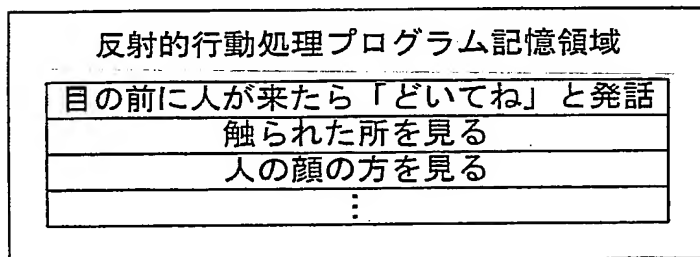 反射的行動処理プログラム記憶領域
目の前に人が来たら「どいてね」と発話
触られた所を見る
人の顔の方を見る
⋮